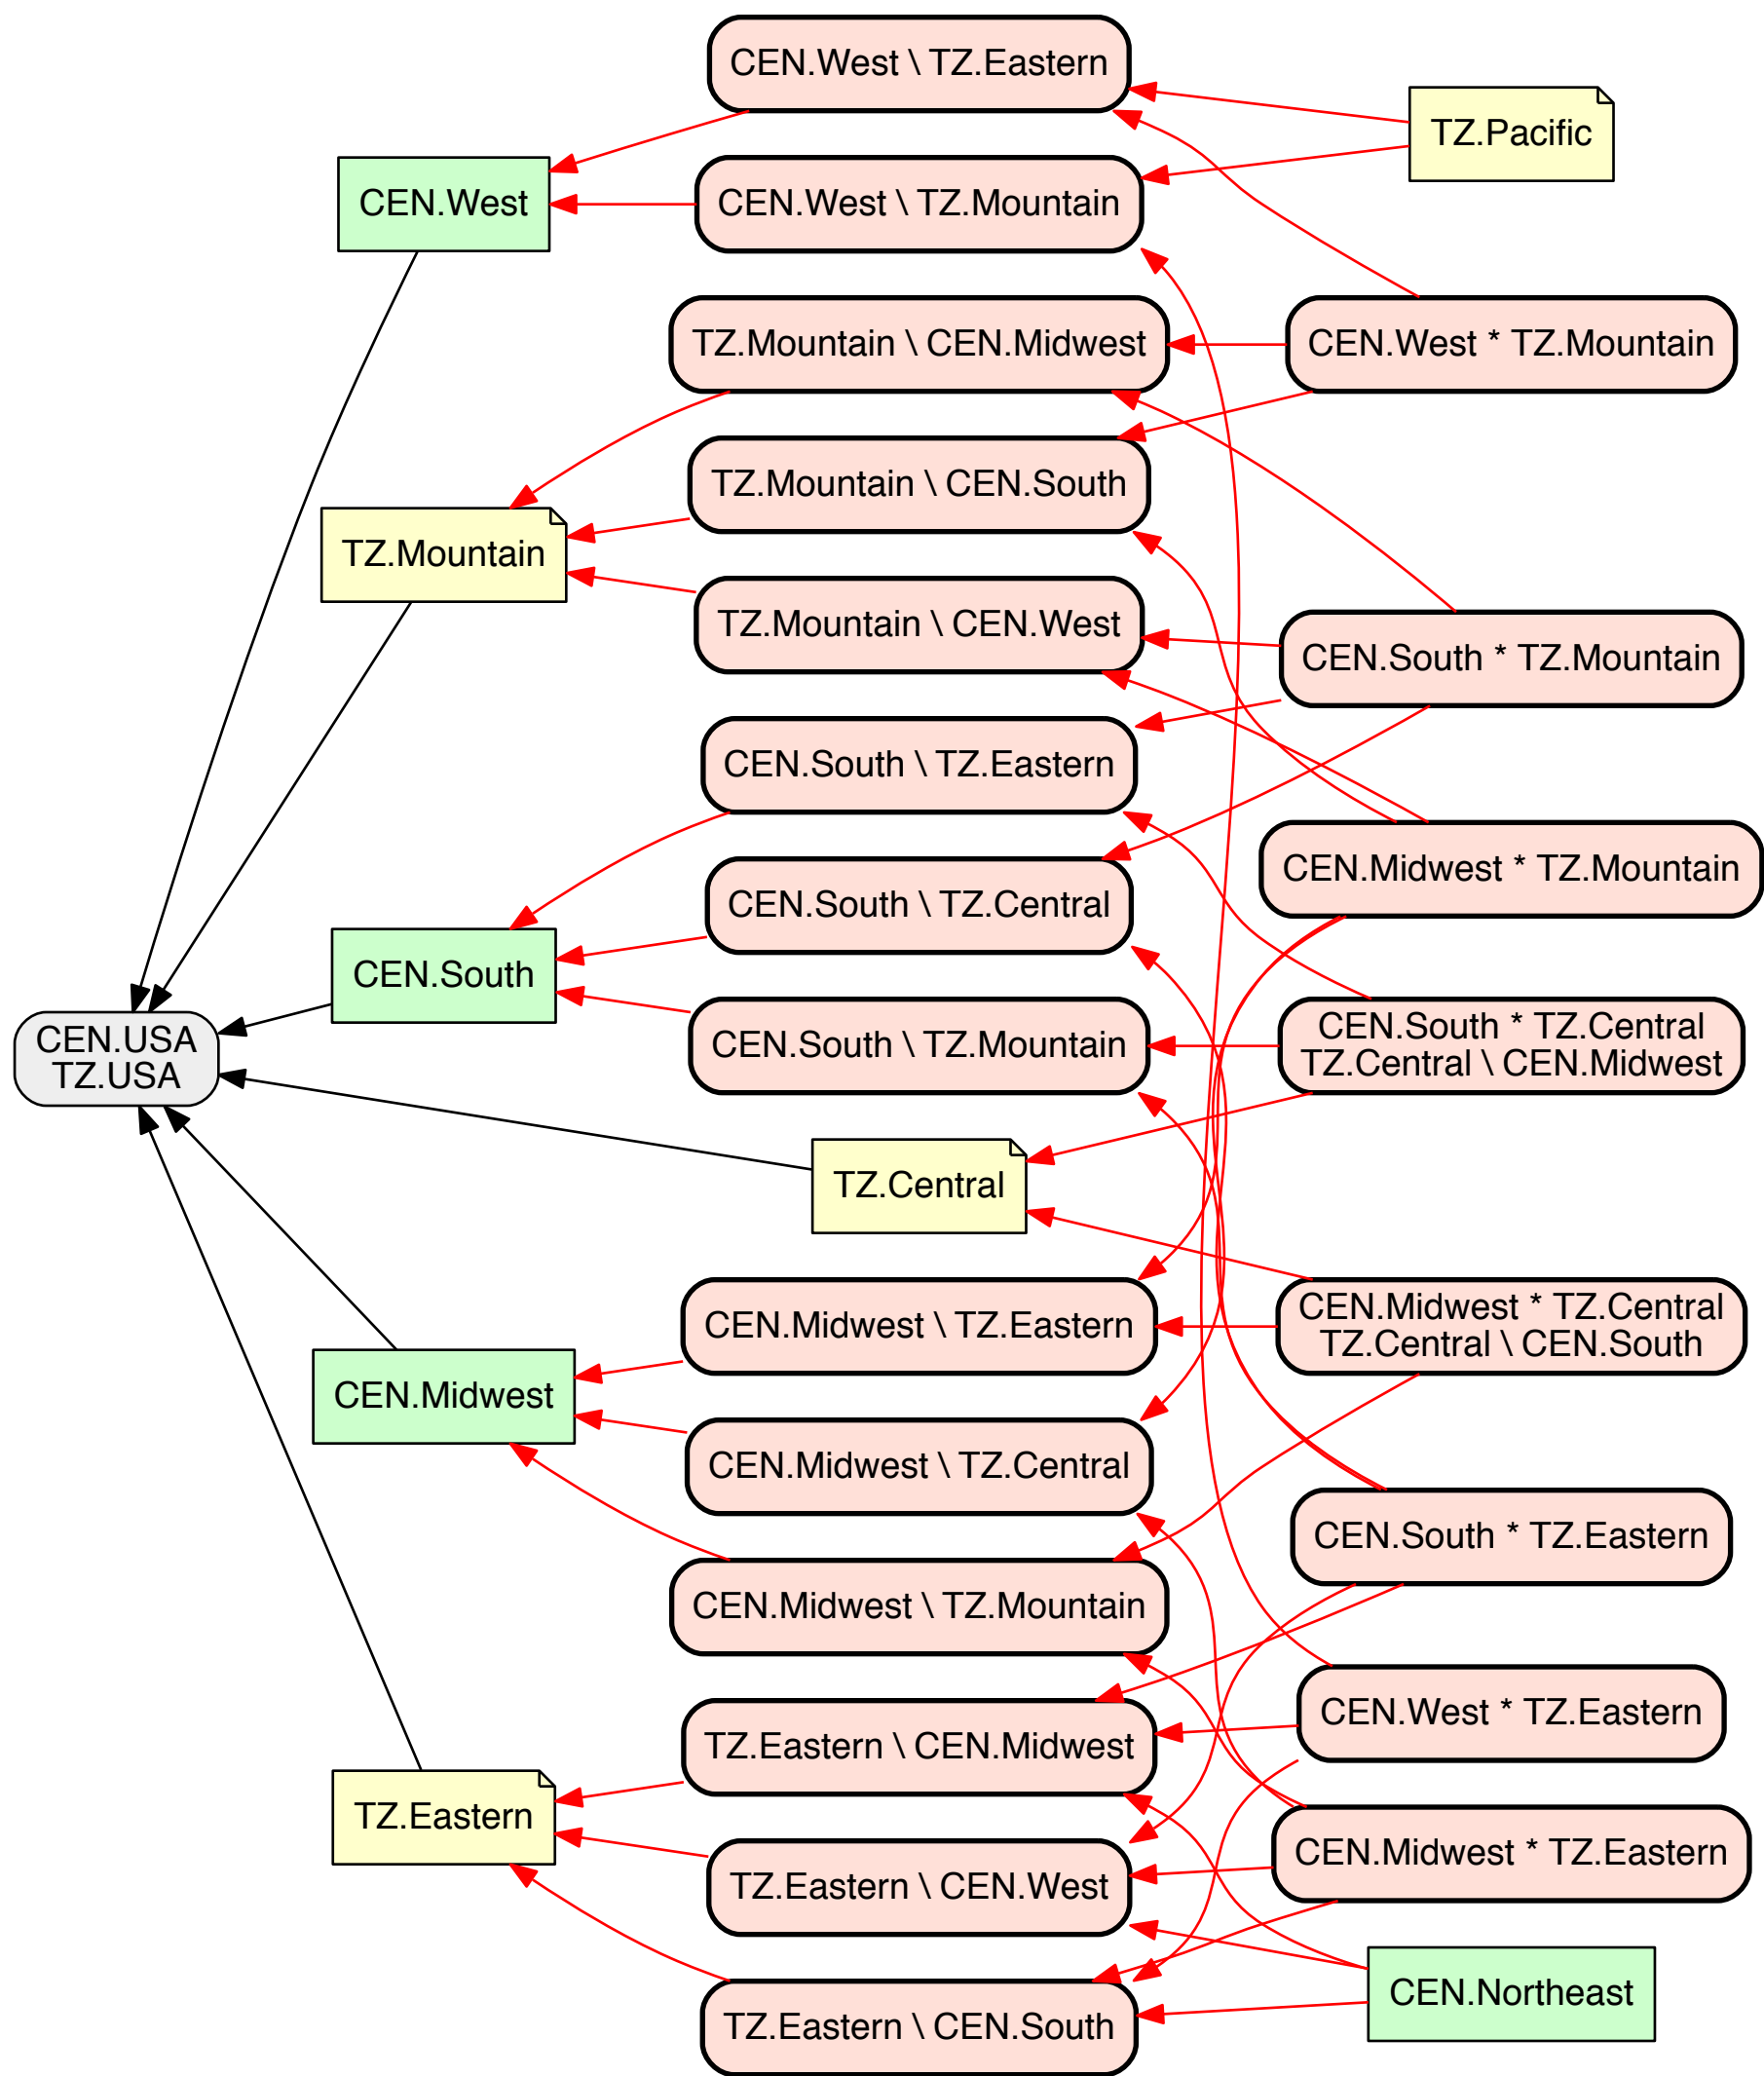 CEN.West \ TZ.Eastern
TZ.Pacific
CEN.West
CEN.West \ TZ.Mountain
TZ.Mountain \ CEN.Midwest
CEN.West * TZ.Mountain
TZ.Mountain \ CEN.South
TZ.Mountain
TZ.Mountain \ CEN.West
CEN.South * TZ.Mountain
CEN.South \ TZ.Eastern
CEN.Midwest * TZ.Mountain
CEN.South \ TZ.Central
CEN.South
CEN.USA
TZ.USA
CEN.South \ TZ.Mountain
CEN.South * TZ.Central
TZ.Central \ CEN.Midwest
TZ.Central
CEN.Midwest \ TZ.Eastern
CEN.Midwest * TZ.Central
TZ.Central \ CEN.South
CEN.Midwest
CEN.Midwest \ TZ.Central
CEN.South * TZ.Eastern
CEN.Midwest \ TZ.Mountain
CEN.West * TZ.Eastern
TZ.Eastern \ CEN.Midwest
TZ.Eastern
CEN.Midwest * TZ.Eastern
TZ.Eastern \ CEN.West
CEN.Northeast
TZ.Eastern \ CEN.South